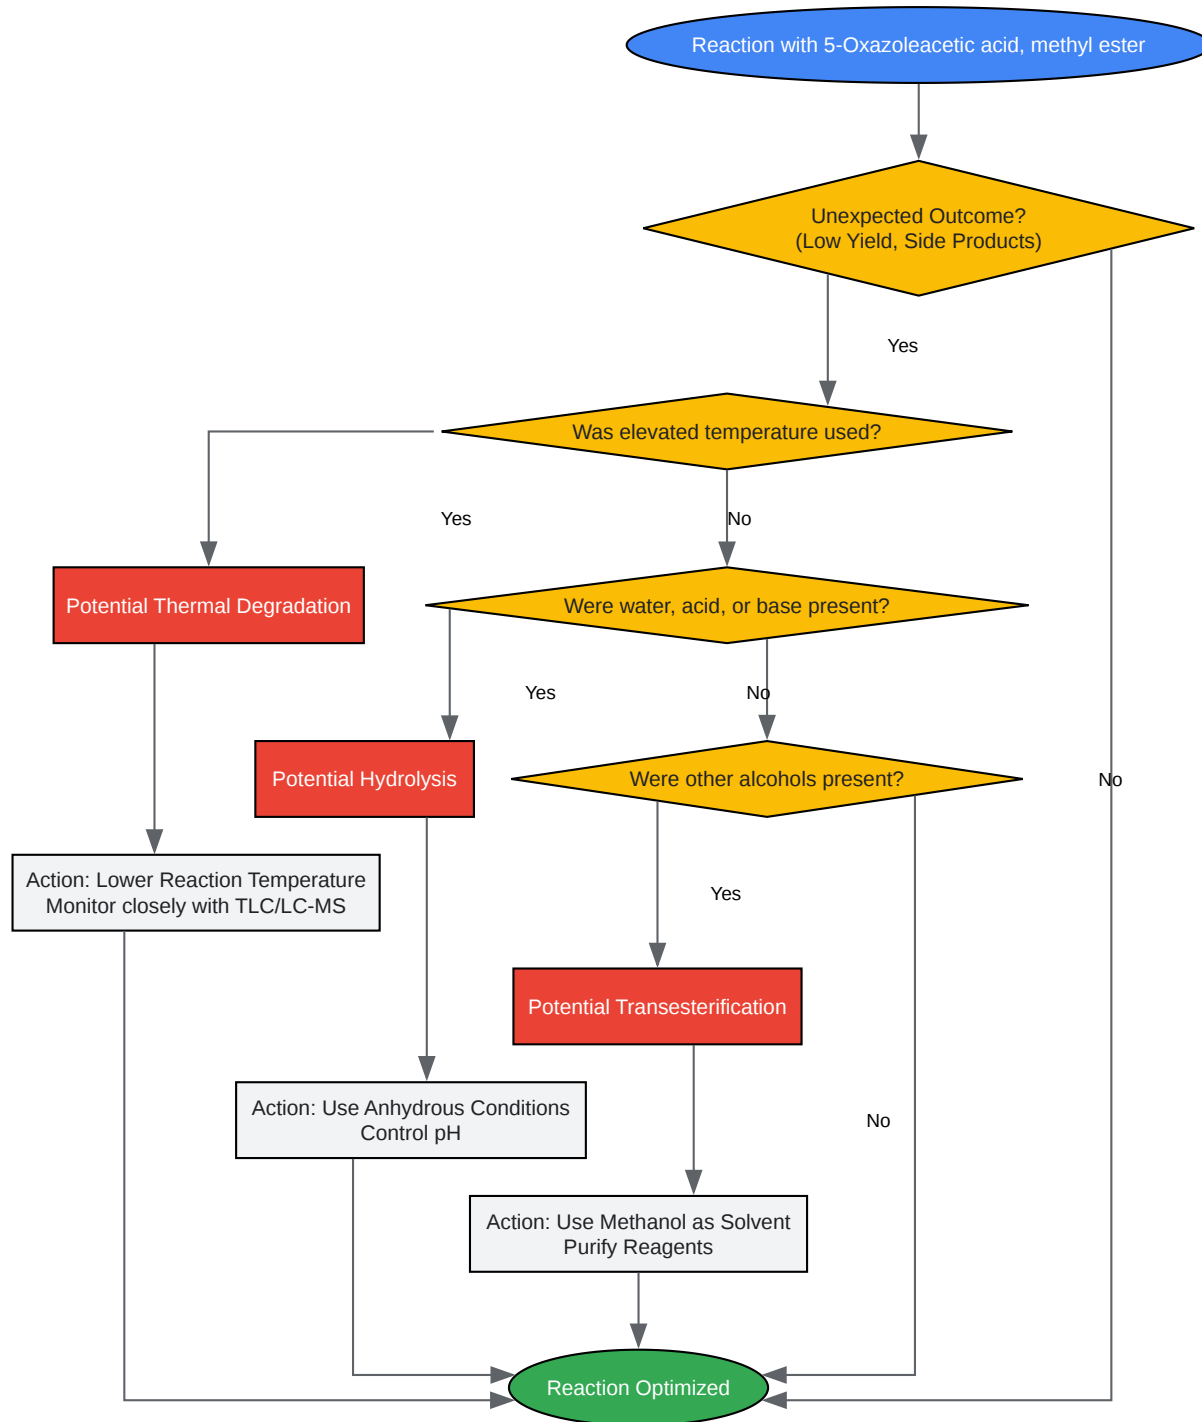 Reaction with 5-Oxazoleacetic acid, methyl ester
Unexpected Outcome?
(Low Yield, Side Products)
Yes
Was elevated temperature used?
Yes
No
Potential Thermal Degradation
Were water, acid, or base present?
Yes
No
Potential Hydrolysis
Were other alcohols present?
No
Action: Lower Reaction Temperature
Monitor closely with TLC/LC-MS
Yes
Potential Transesterification
Action: Use Anhydrous Conditions
Control pH
No
Action: Use Methanol as Solvent
Purify Reagents
Reaction Optimized